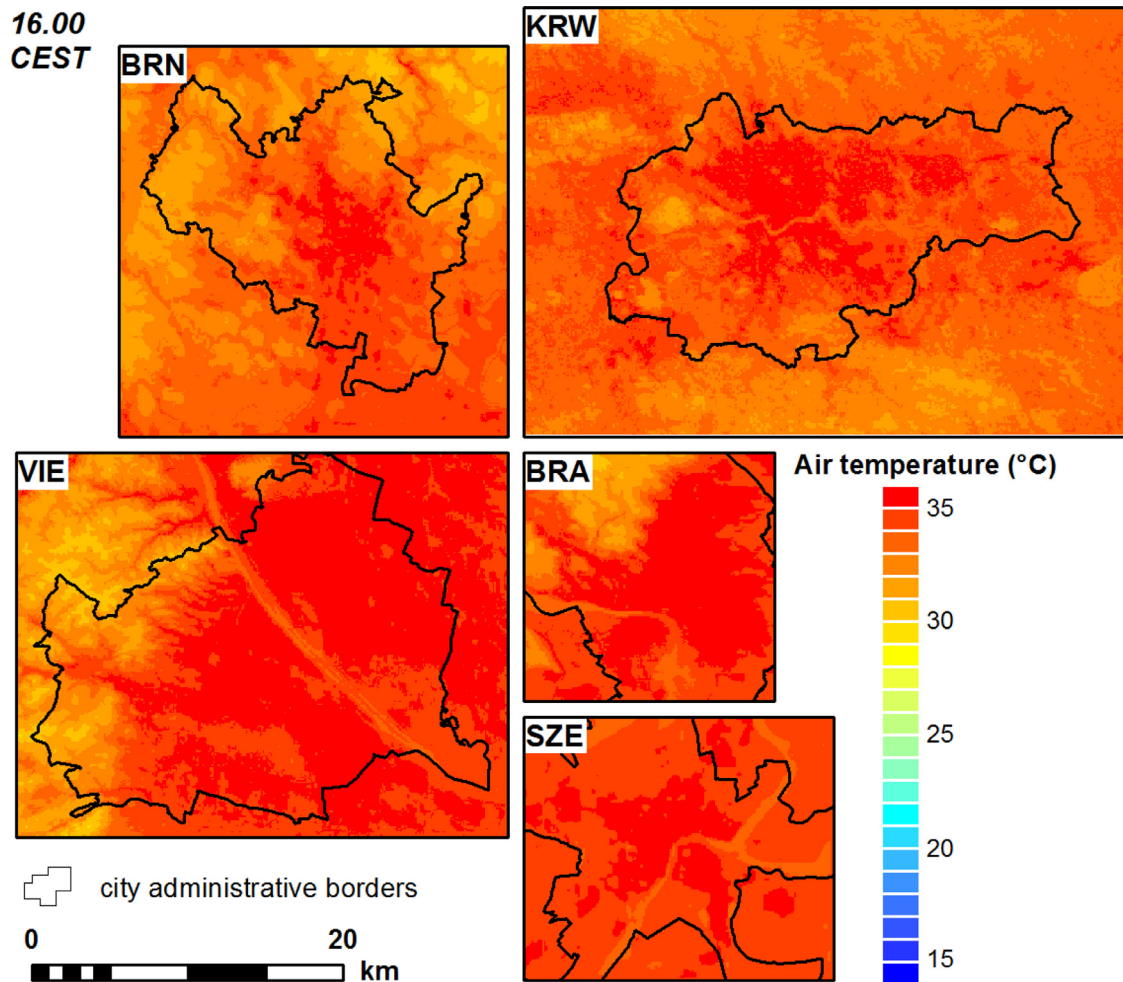 16.00
CEST
BRN
KRW
VIE
BRA
Air temperature (°C)
35
30
25
20
15
SZE
city administrative borders
0 20
km